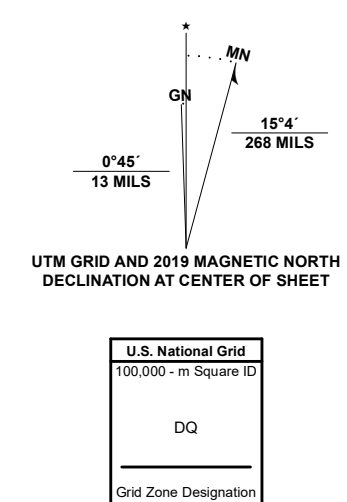 MN
GN
15°4´
268 MILS
0°45´
13 MILS
UTM GRID AND 2019 MAGNETIC NORTH
DECLINATION AT CENTER OF SHEET
U.S. National Grid
100,000 - m Square ID
DQ
Grid Zone Designation